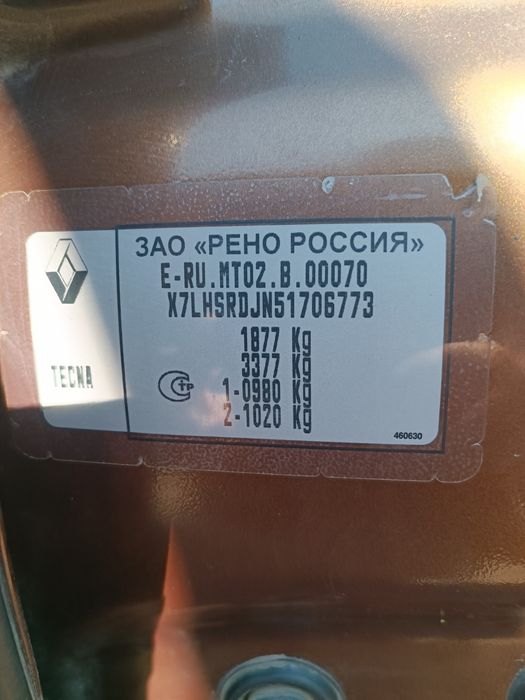 ЗАО «РЕНО РОССИЯ»
E-RU.MT02.B.00070
X7LHSRDJN51706773
1877 Kg
3377 Kg
TECNA
СТР 1-0980 Kg
2-1020 Kg
460630